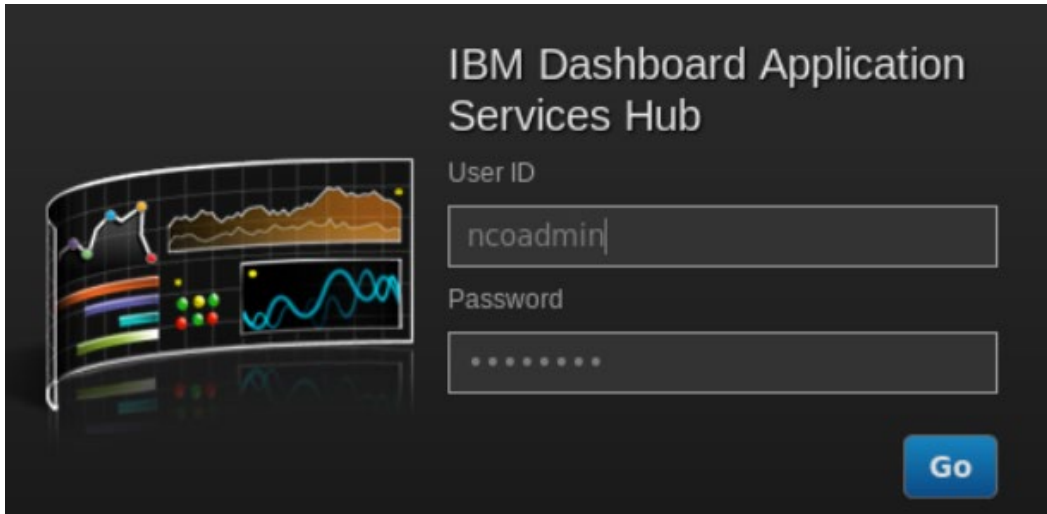 IBM Dashboard Application
Services Hub
User ID
ncoadmin
Password
••••••••
Go